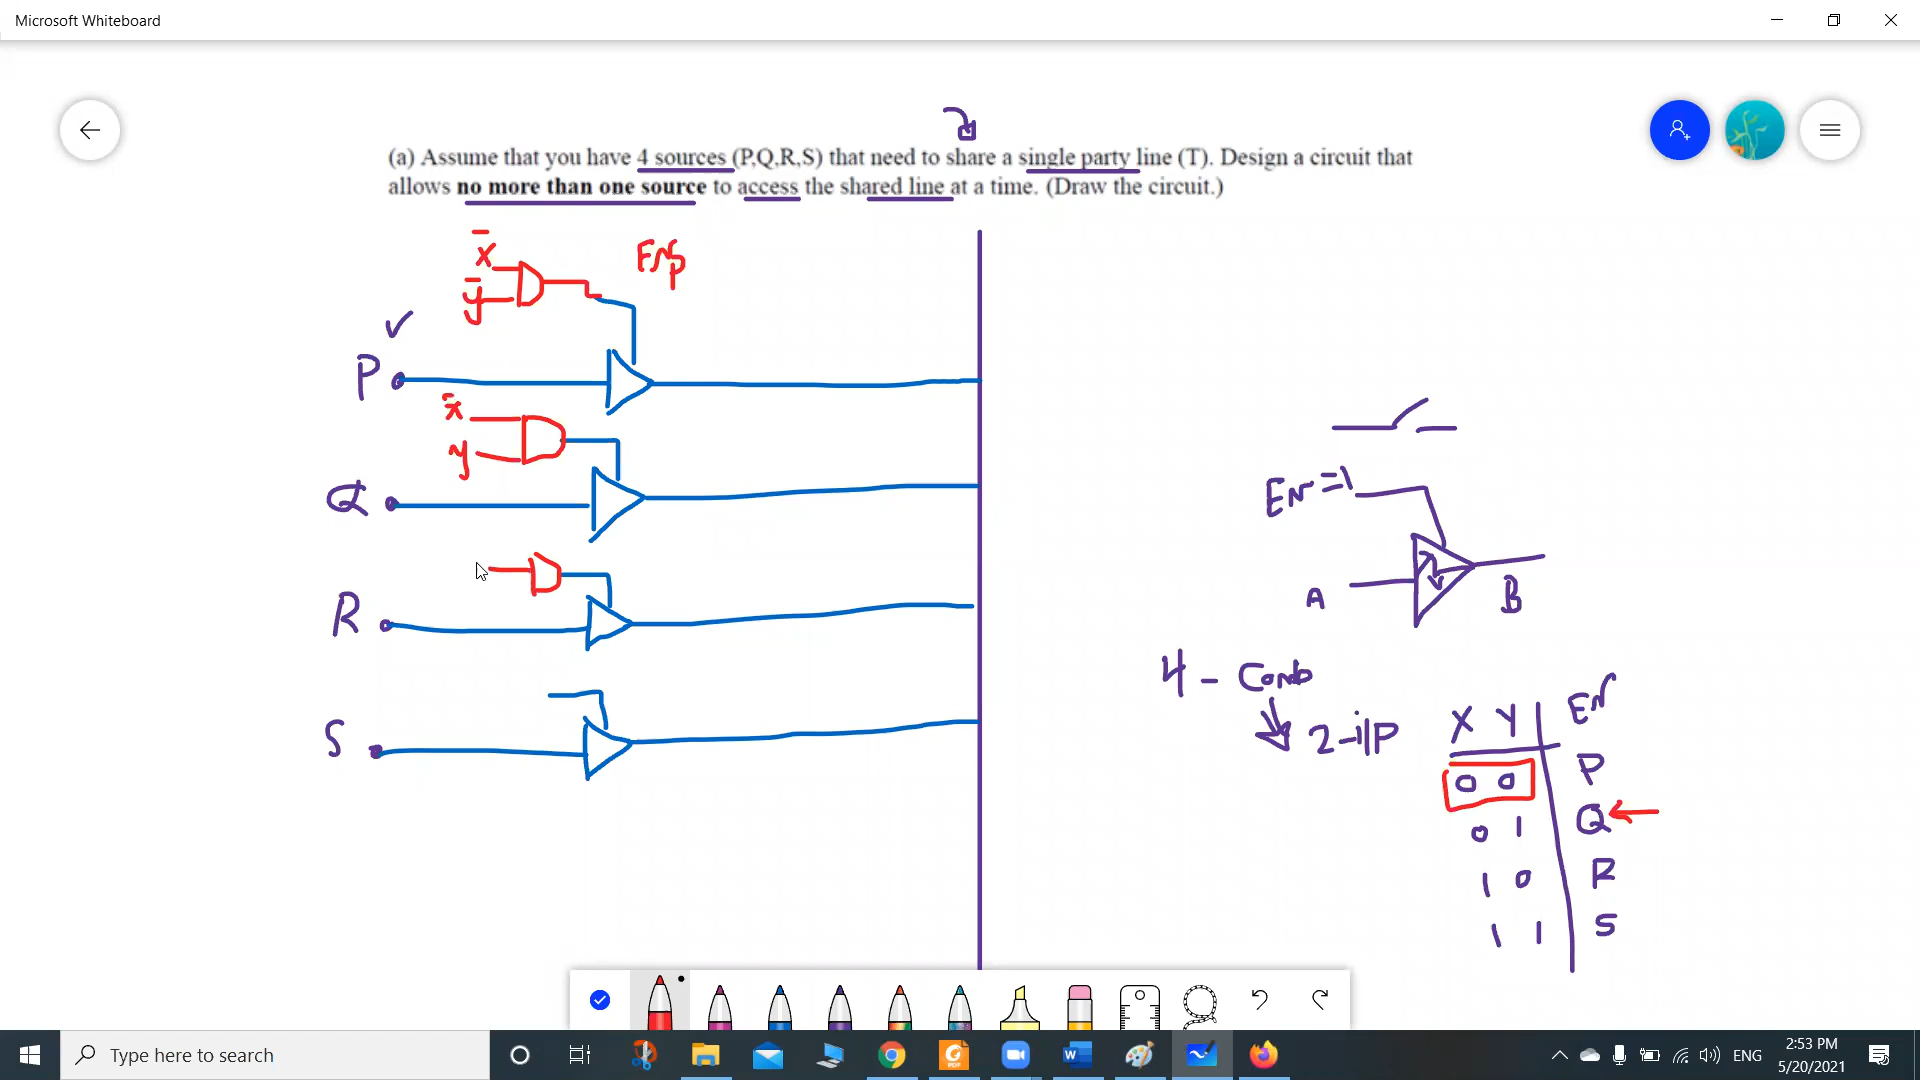 Microsoft Whiteboard
(a) Assume that you have 4 sources (P,Q,R,S) that need to share a single party line (T). Design a circuit that
allows no more than one source to access the shared line at a time. (Draw the circuit.)
x̄
ȳ
EnP
P
x̄
y
Q
R
S
En=1
A
B
4 - Comb
2-i/P
X Y En
0 0 P
0 1 Q
1 0 R
1 1 S
Type here to search
ENG
2:53 PM
5/20/2021